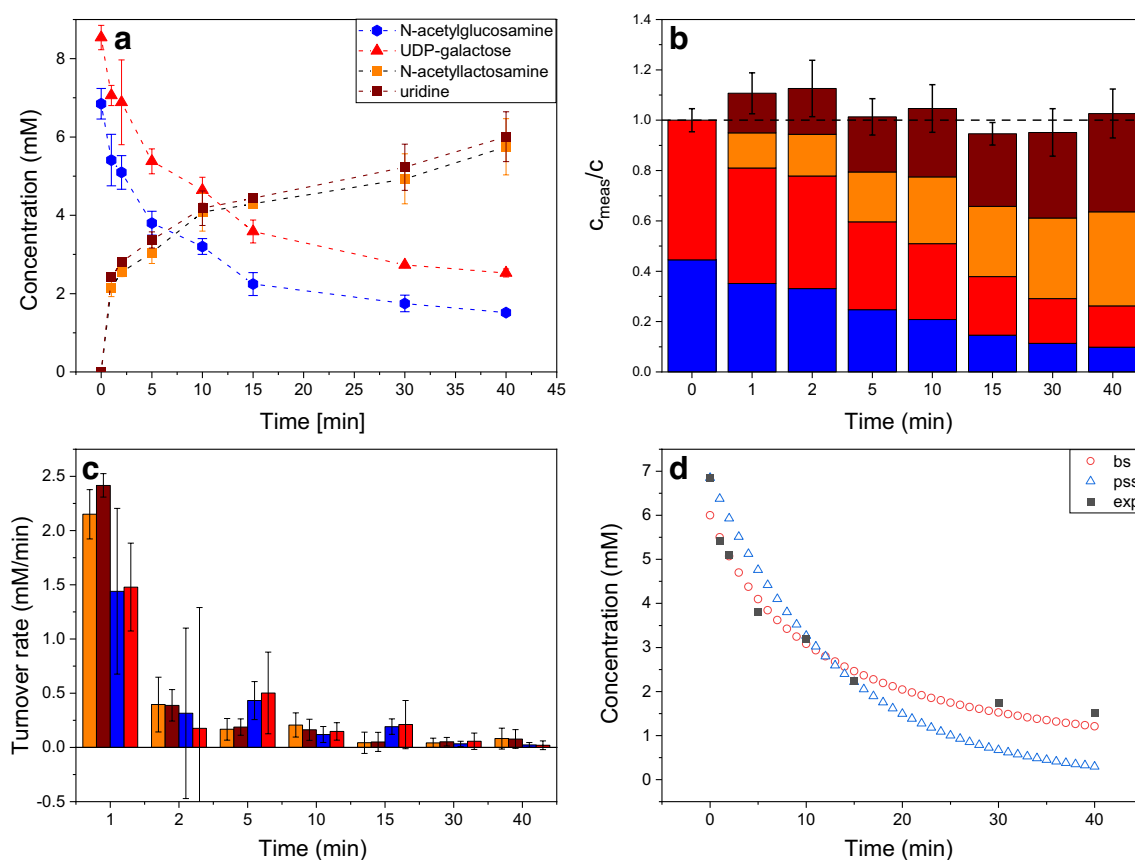 a
N-acetylglucosamine
UDP-galactose
N-acetyllactosamine
uridine
Concentration (mM)
8
6
4
2
0
0 5 10 15 20 25 30 35 40 45
Time [min]
b
c_meas/c
1.4
1.2
1.0
0.8
0.6
0.4
0.2
0.0
0 1 2 5 10 15 30 40
Time (min)
c
Turnover rate (mM/min)
2.5
2.0
1.5
1.0
0.5
0.0
-0.5
1 2 5 10 15 30 40
Time (min)
d
bs
pss
exp
Concentration (mM)
7
6
5
4
3
2
1
0
0 10 20 30 40
Time (min)